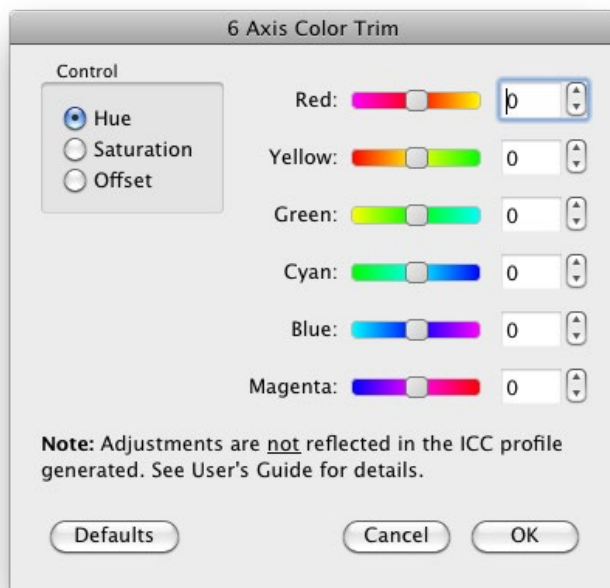 6 Axis Color Trim
Control
Hue
Saturation
Offset
Red: 0
Yellow: 0
Green: 0
Cyan: 0
Blue: 0
Magenta: 0
Note: Adjustments are not reflected in the ICC profile
generated. See User's Guide for details.
Defaults Cancel OK